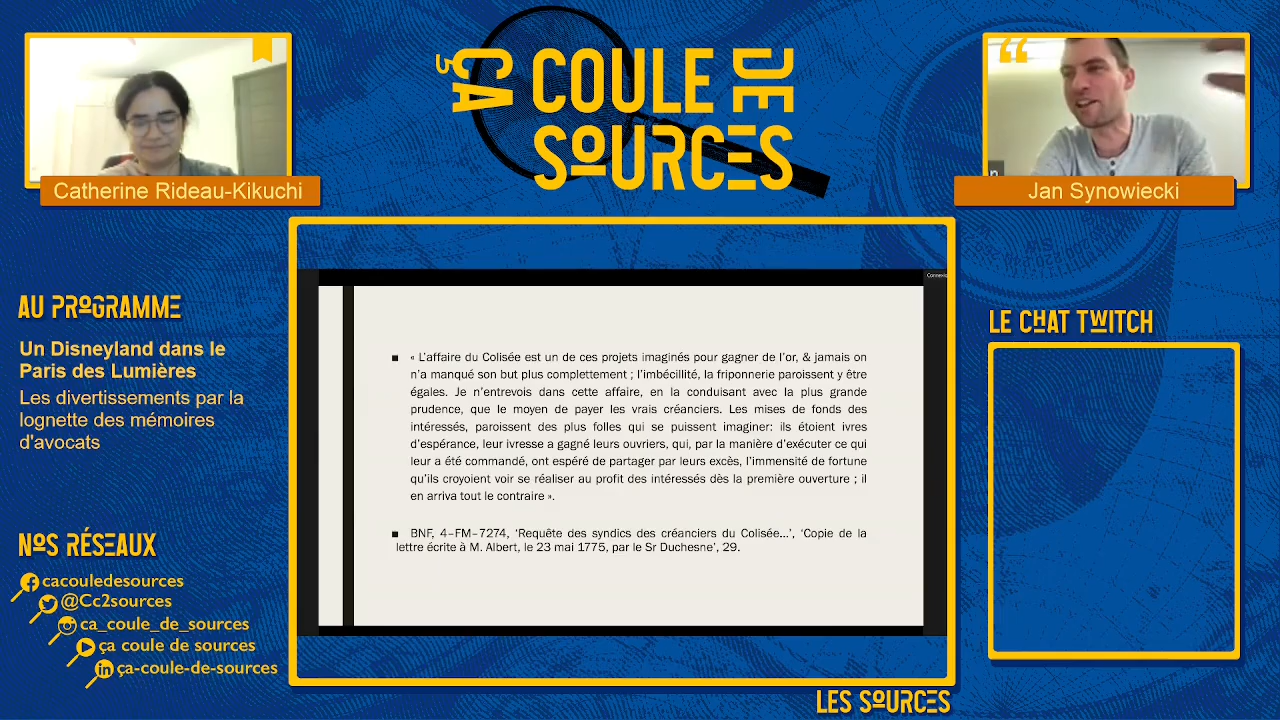 ÇA COULE DE
SOURCES
Catherine Rideau-Kikuchi
Jan Synowiecki
AU PROGRAMME
Un Disneyland dans le
Paris des Lumières
Les divertissements par la
lognette des mémoires
d'avocats
NOS RÉSEAUX
cacouledesources
@Cc2sources
ca_coule_de_sources
ça coule de sources
ça-coule-de-sources
■ « L'affaire du Colisée est un de ces projets imaginés pour gagner de l'or, & jamais on
n'a manqué son but plus complettement ; l'imbécillité, la friponnerie paroissent y être
égales. Je n'entrevois dans cette affaire, en la conduisant avec la plus grande
prudence, que le moyen de payer les vrais créanciers. Les mises de fonds des
intéressés, paroissent des plus folles qui se puissent imaginer: ils étoient ivres
d'espérance, leur ivresse a gagné leurs ouvriers, qui, par la manière d'exécuter ce qui
leur a été commandé, ont espéré de partager par leurs excès, l'immensité de fortune
qu'ils croyoient voir se réaliser au profit des intéressés dès la première ouverture ; il
en arriva tout le contraire ».
■ BNF, 4–FM–7274, 'Requête des syndics des créanciers du Colisée...', 'Copie de la
lettre écrite à M. Albert, le 23 mai 1775, par le Sr Duchesne', 29.
LE CHAT TWITCH
LES SOURCES